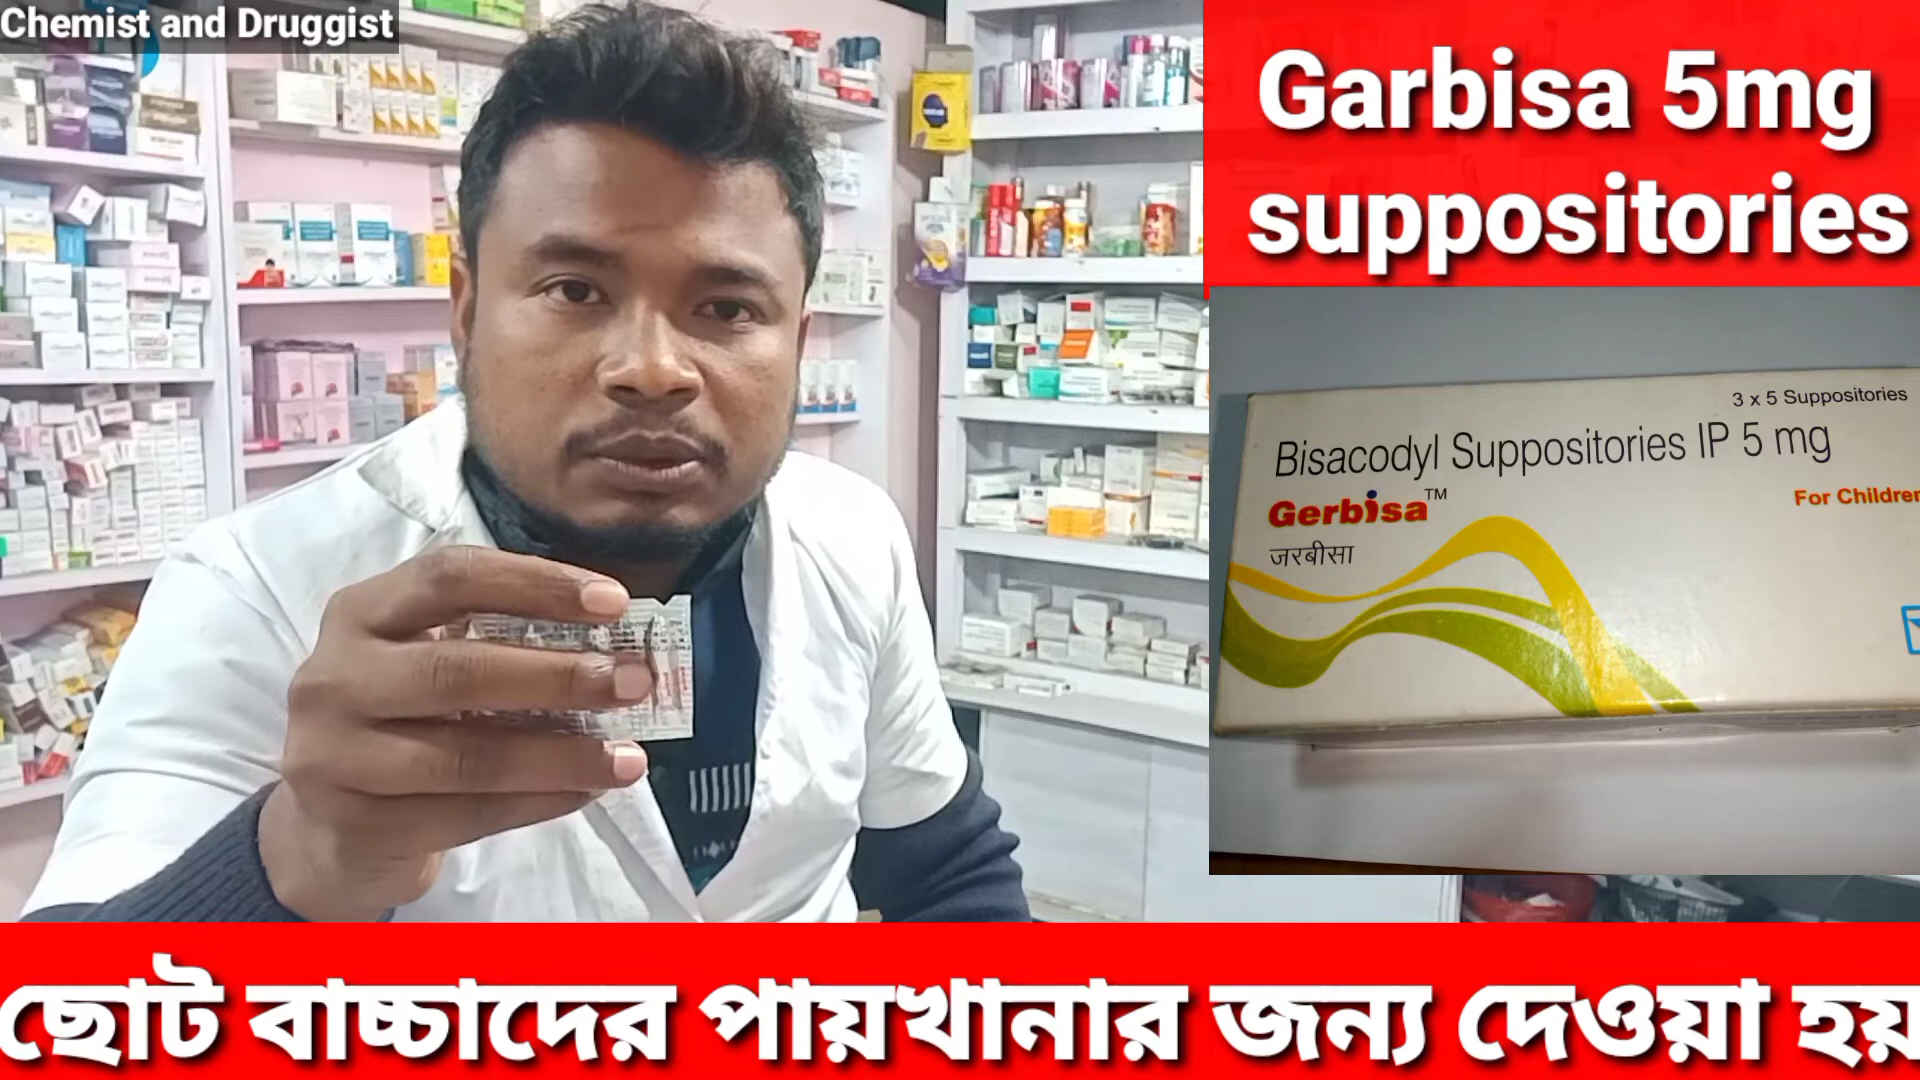 Chemist and Druggist
Garbisa 5mg
suppositories
3 x 5 Suppositories
Bisacodyl Suppositories IP 5 mg
Gerbisa™
For Children
जरबीसा
ছোট বাচ্চাদের পায়খানার জন্য দেওয়া হয়